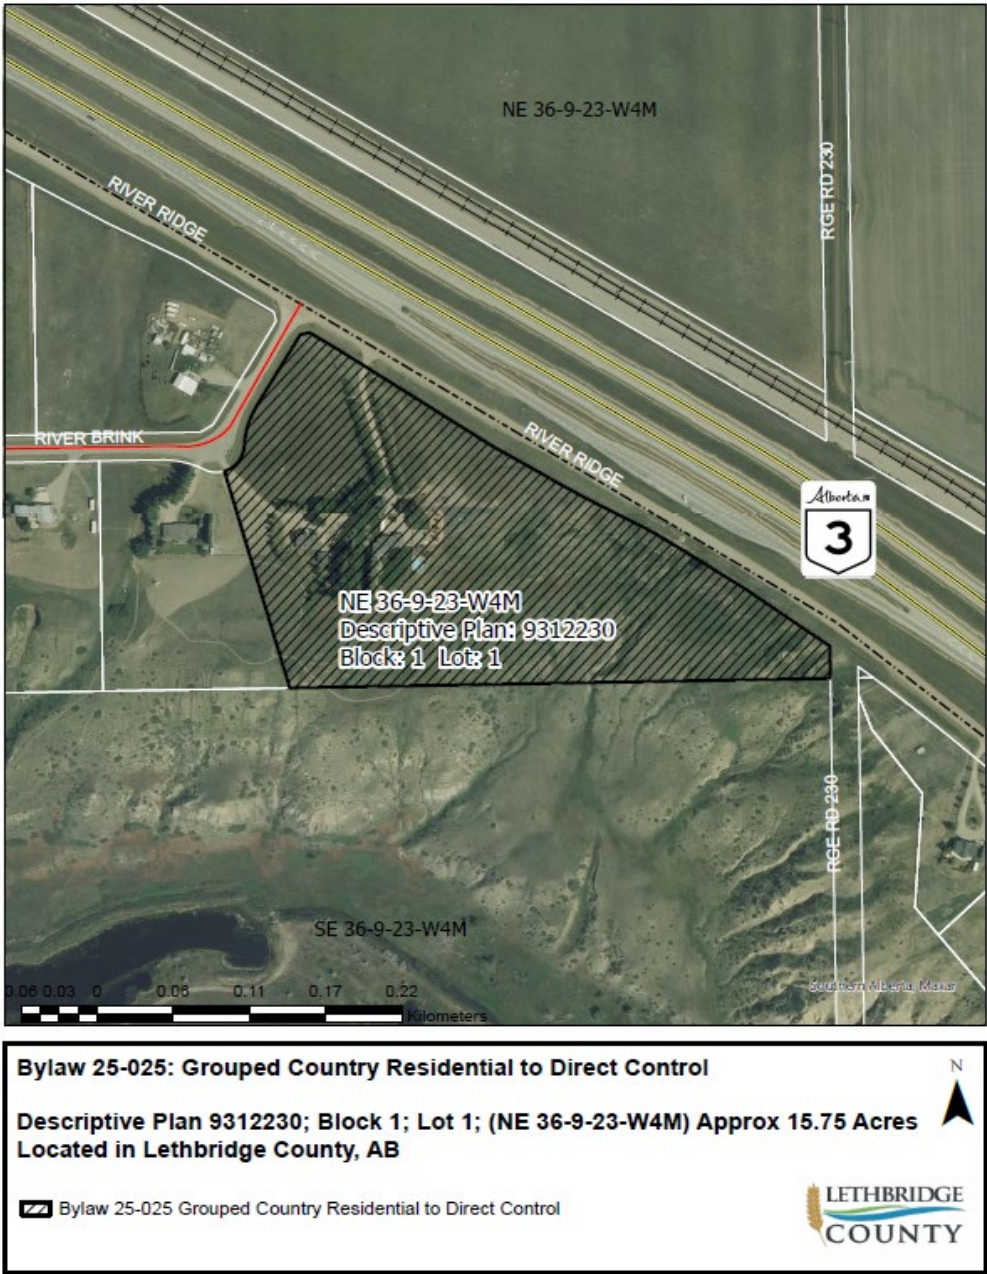 NE 36-9-23-W4M
RGE RD 230
RIVER RIDGE
RIVER BRINK
RIVER RIDGE
Alberta
3
NE 36-9-23-W4M
Descriptive Plan: 9312230
Block: 1 Lot: 1
RGE RD 230
SE 36-9-23-W4M
Southern Alberta, Maxar
0.06 0.03 0 0.05 0.11 0.17 0.22
Kilometers
Bylaw 25-025: Grouped Country Residential to Direct Control
N
Descriptive Plan 9312230; Block 1; Lot 1; (NE 36-9-23-W4M) Approx 15.75 Acres
Located in Lethbridge County, AB
Bylaw 25-025 Grouped Country Residential to Direct Control
LETHBRIDGE
COUNTY